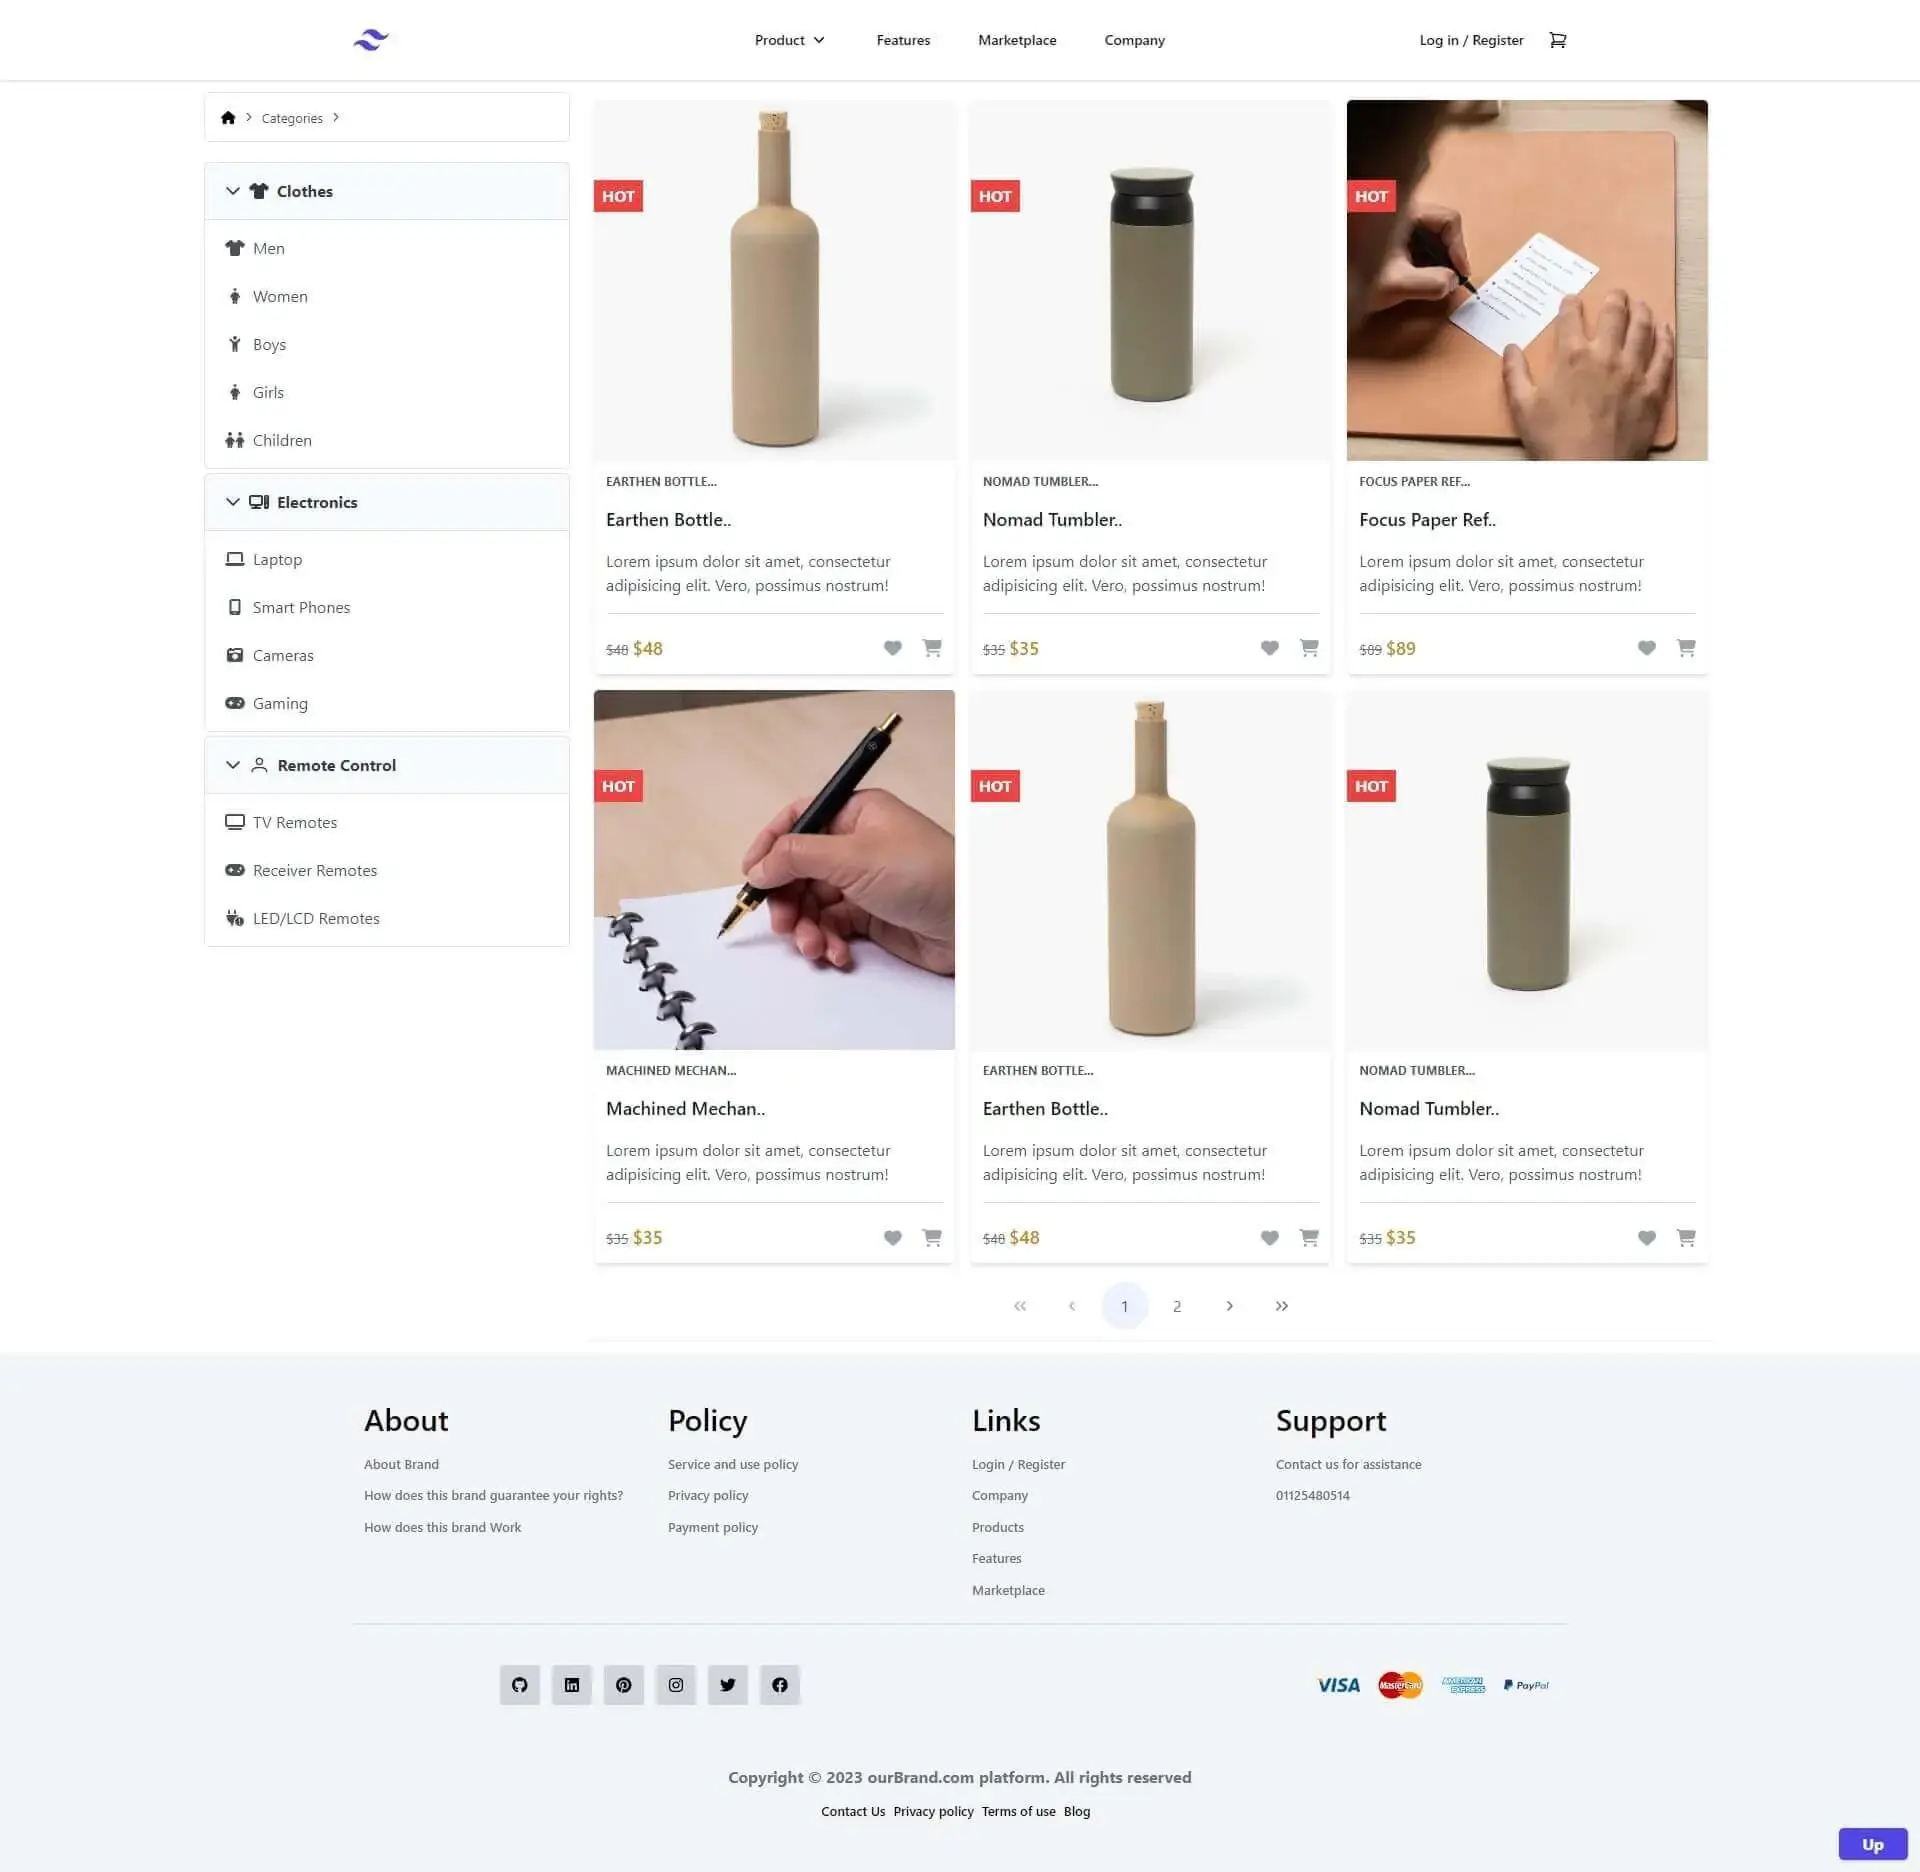 Product
Features
Marketplace
Company
Log in / Register
Categories
Clothes
Men
Women
Boys
Girls
Children
Electronics
Laptop
Smart Phones
Cameras
Gaming
Remote Control
TV Remotes
Receiver Remotes
LED/LCD Remotes
HOT
EARTHEN BOTTLE...
Earthen Bottle..
Lorem ipsum dolor sit amet, consectetur
adipisicing elit. Vero, possimus nostrum!
$48 $48
HOT
NOMAD TUMBLER...
Nomad Tumbler..
Lorem ipsum dolor sit amet, consectetur
adipisicing elit. Vero, possimus nostrum!
$35 $35
HOT
FOCUS PAPER REF...
Focus Paper Ref..
Lorem ipsum dolor sit amet, consectetur
adipisicing elit. Vero, possimus nostrum!
$89 $89
HOT
MACHINED MECHAN...
Machined Mechan..
Lorem ipsum dolor sit amet, consectetur
adipisicing elit. Vero, possimus nostrum!
$35 $35
HOT
EARTHEN BOTTLE...
Earthen Bottle..
Lorem ipsum dolor sit amet, consectetur
adipisicing elit. Vero, possimus nostrum!
$48 $48
HOT
NOMAD TUMBLER...
Nomad Tumbler..
Lorem ipsum dolor sit amet, consectetur
adipisicing elit. Vero, possimus nostrum!
$35 $35
1 2
About
About Brand
How does this brand guarantee your rights?
How does this brand Work
Policy
Service and use policy
Privacy policy
Payment policy
Links
Login / Register
Company
Products
Features
Marketplace
Support
Contact us for assistance
01125480514
VISA
MasterCard
AMERICAN
EXPRESS
PayPal
Copyright © 2023 ourBrand.com platform. All rights reserved
Contact Us Privacy policy Terms of use Blog
Up